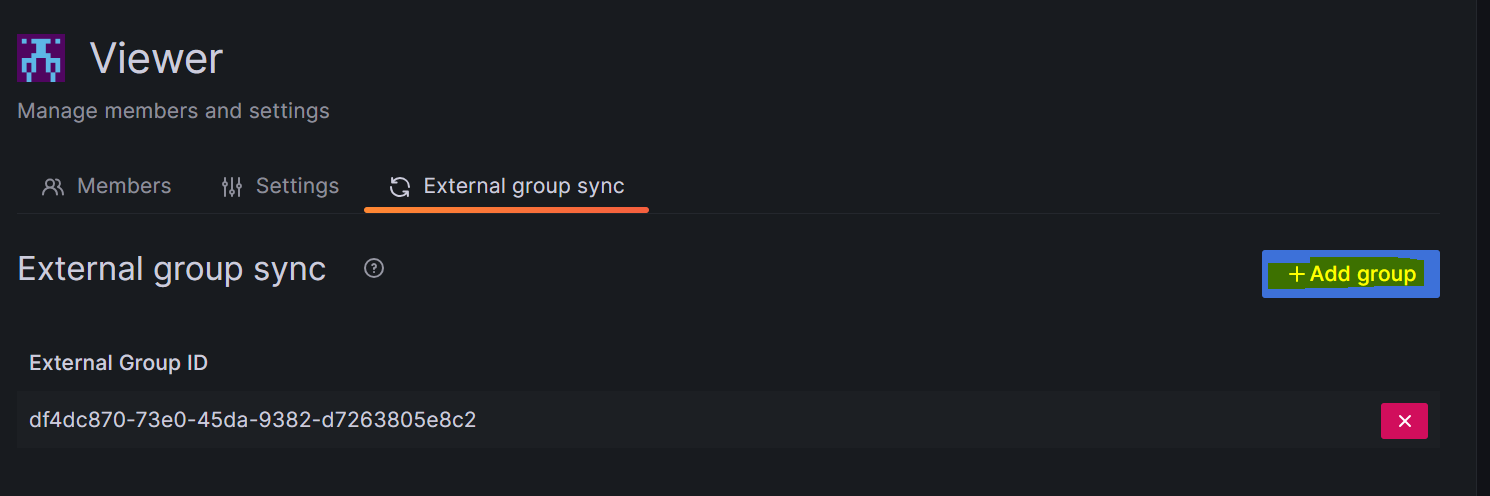 Viewer
Manage members and settings
Members Settings External group sync
External group sync
+ Add group
External Group ID
df4dc870-73e0-45da-9382-d7263805e8c2